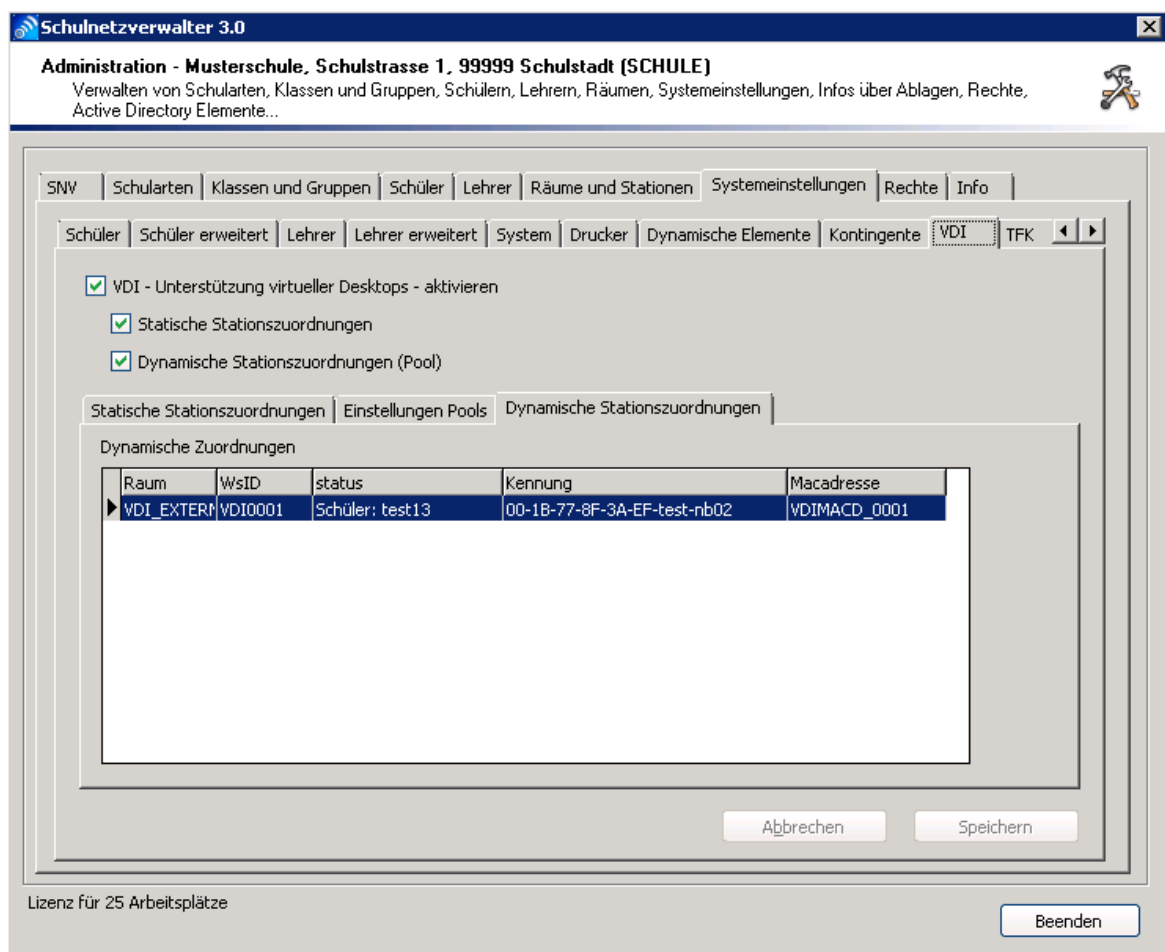 Schulnetzverwalter 3.0
Administration - Musterschule, Schulstrasse 1, 99999 Schulstadt (SCHULE)
Verwalten von Schularten, Klassen und Gruppen, Schülern, Lehrern, Räumen, Systemeinstellungen, Infos über Ablagen, Rechte,
Active Directory Elemente...
SNV Schularten Klassen und Gruppen Schüler Lehrer Räume und Stationen Systemeinstellungen Rechte Info
Schüler Schüler erweitert Lehrer Lehrer erweitert System Drucker Dynamische Elemente Kontingente VDI TFK
VDI - Unterstützung virtueller Desktops - aktivieren
Statische Stationszuordnungen
Dynamische Stationszuordnungen (Pool)
Statische Stationszuordnungen Einstellungen Pools Dynamische Stationszuordnungen
Dynamische Zuordnungen
Raum WsID status Kennung Macadresse
VDI_EXTERN VDI0001 Schüler: test13 00-1B-77-8F-3A-EF-test-nb02 VDIMACD_0001
Abbrechen Speichern
Lizenz für 25 Arbeitsplätze
Beenden